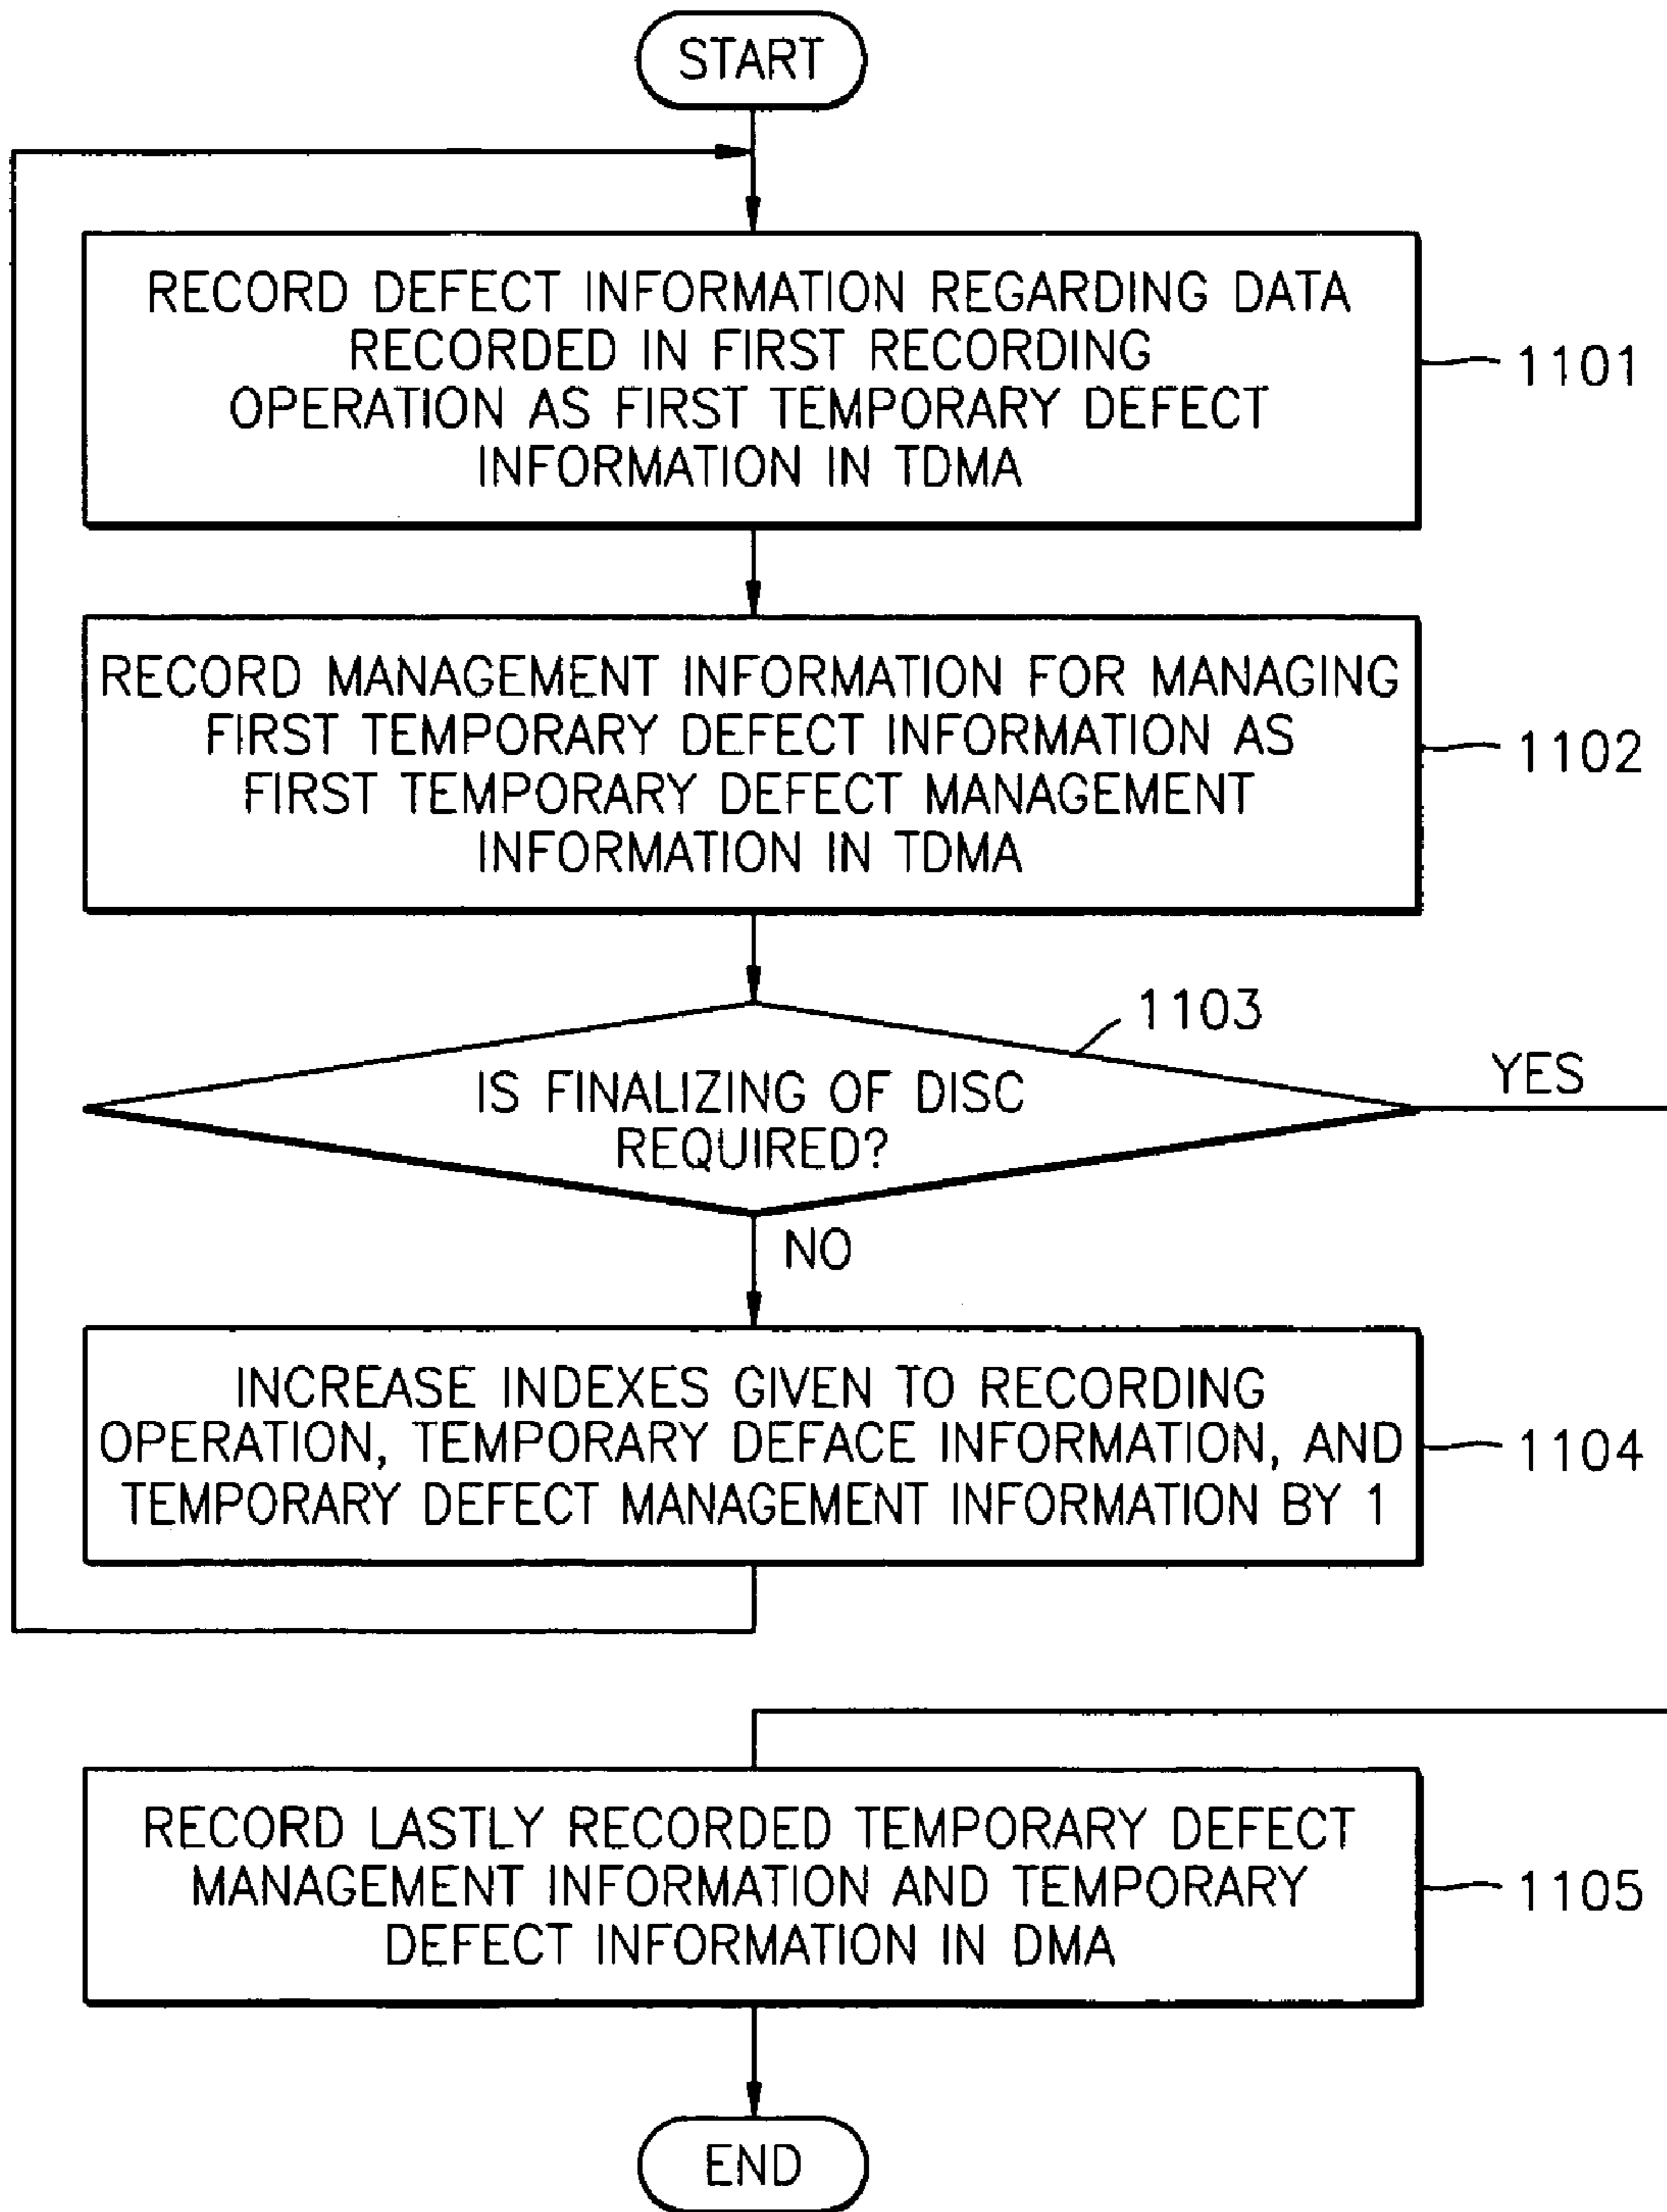 START
RECORD DEFECT INFORMATION REGARDING DATA
RECORDED IN FIRST RECORDING
OPERATION AS FIRST TEMPORARY DEFECT
INFORMATION IN TDMA
1101
RECORD MANAGEMENT INFORMATION FOR MANAGING
FIRST TEMPORARY DEFECT INFORMATION AS
FIRST TEMPORARY DEFECT MANAGEMENT
INFORMATION IN TDMA
1102
1103
IS FINALIZING OF DISC
REQUIRED?
YES
NO
INCREASE INDEXES GIVEN TO RECORDING
OPERATION, TEMPORARY DEFACE INFORMATION, AND
TEMPORARY DEFECT MANAGEMENT INFORMATION BY 1
1104
RECORD LASTLY RECORDED TEMPORARY DEFECT
MANAGEMENT INFORMATION AND TEMPORARY
DEFECT INFORMATION IN DMA
1105
END